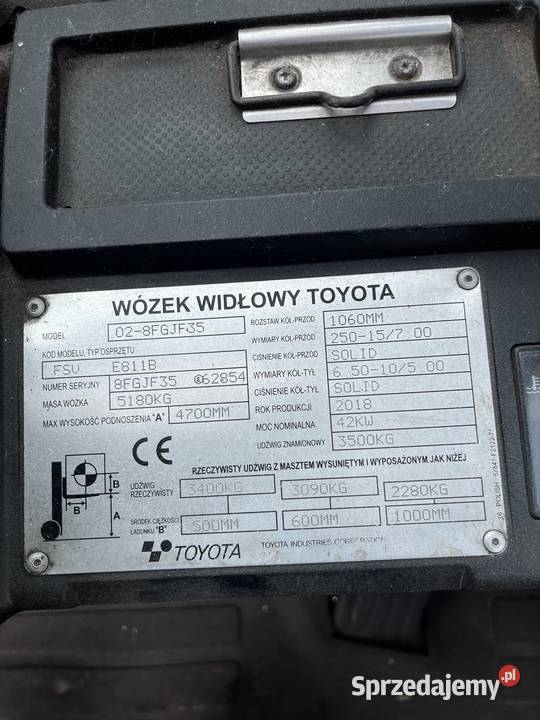 WÓZEK WIDŁOWY TOYOTA
MODEL 02-8FGJF35
KOD MODELU, TYP OSPRZĘTU
FSV E811B
NUMER SERYJNY 8FGJF35 62854
MASA WÓZKA 5180KG
MAX WYSOKOŚĆ PODNOSZENIA "A" 4700MM
ROZSTAW KÓŁ-PRZÓD 1060MM
WYMIARY KÓŁ-PRZÓD 250-15/7.00
CIŚNIENIE KÓŁ-PRZÓD SOLID
WYMIARY KÓŁ-TYŁ 6.50-10/5.00
CIŚNIENIE KÓŁ-TYŁ SOLID
ROK PRODUKCJI 2018
MOC NOMINALNA 42KW
UDŹWIG ZNAMIONOWY 3500KG
CE
RZECZYWISTY UDŹWIG Z MASZTEM WYSUNIĘTYM I WYPOSAŻONYM JAK NIŻEJ
B
B
A
UDŹWIG RZECZYWISTY 3400KG 3090KG 2280KG
ŚRODEK CIĘŻKOŚCI ŁADUNKU "B" 500MM 600MM 1000MM
TOYOTA
TOYOTA INDUSTRIES CORPORATION
POLISH
Sprzedajemy.pl